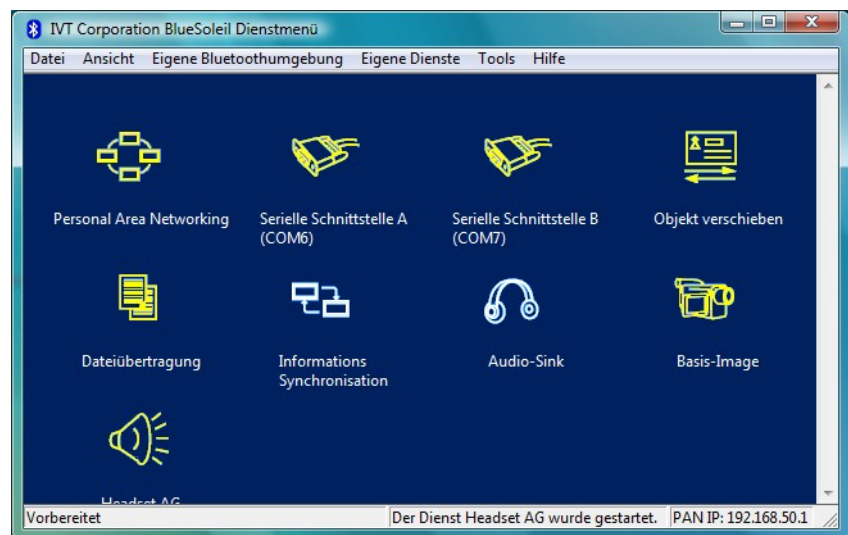 IVT Corporation BlueSoleil Dienstmenü
Datei Ansicht Eigene Bluetoothumgebung Eigene Dienste Tools Hilfe
Personal Area Networking
Serielle Schnittstelle A
(COM6)
Serielle Schnittstelle B
(COM7)
Objekt verschieben
Dateiübertragung
Informations
Synchronisation
Audio-Sink
Basis-Image
Headset AG
Vorbereitet
Der Dienst Headset AG wurde gestartet.
PAN IP: 192.168.50.1